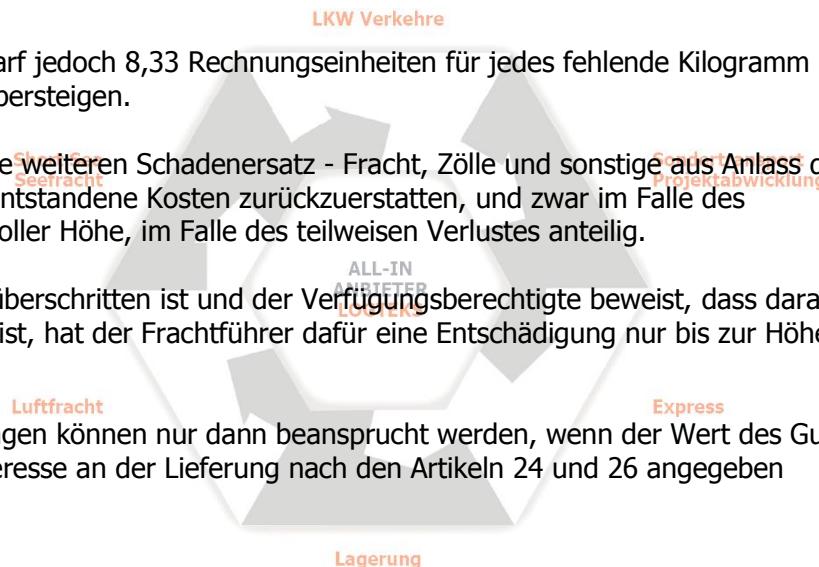 LKW Verkehre
arf jedoch 8,33 Rechnungseinheiten für jedes fehlende Kilogramm
bersteigen.
e weiteren Schadenersatz - Fracht, Zölle und sonstige aus Anlass d
Short Sea Seefracht
Sondertransport Projektabwicklung
ntstandene Kosten zurückzuerstatten, und zwar im Falle des
oller Höhe, im Falle des teilweisen Verlustes anteilig.
ALL-IN
ANBIETER
LOGTEKS
überschritten ist und der Verfügungsberechtigte beweist, dass dara
ist, hat der Frachtführer dafür eine Entschädigung nur bis zur Höhe
Luftfracht Express
gen können nur dann beansprucht werden, wenn der Wert des Gu
eresse an der Lieferung nach den Artikeln 24 und 26 angegeben
Lagerung